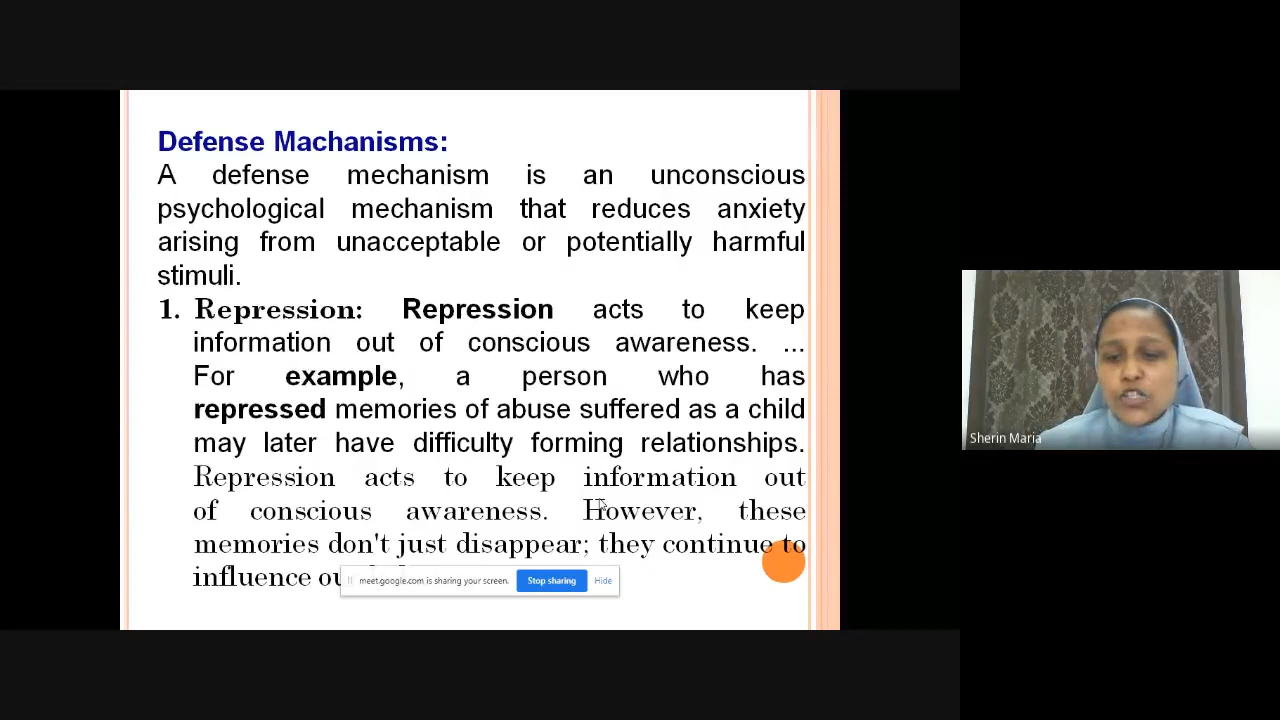 Defense Machanisms:
A defense mechanism is an unconscious
psychological mechanism that reduces anxiety
arising from unacceptable or potentially harmful
stimuli.
1. Repression: Repression acts to keep
information out of conscious awareness. ...
For example, a person who has
repressed memories of abuse suffered as a child
may later have difficulty forming relationships.
Repression acts to keep information out
of conscious awareness. However, these
memories don't just disappear; they continue to
influence
meet.google.com is sharing your screen. Stop sharing Hide
Sherin Maria